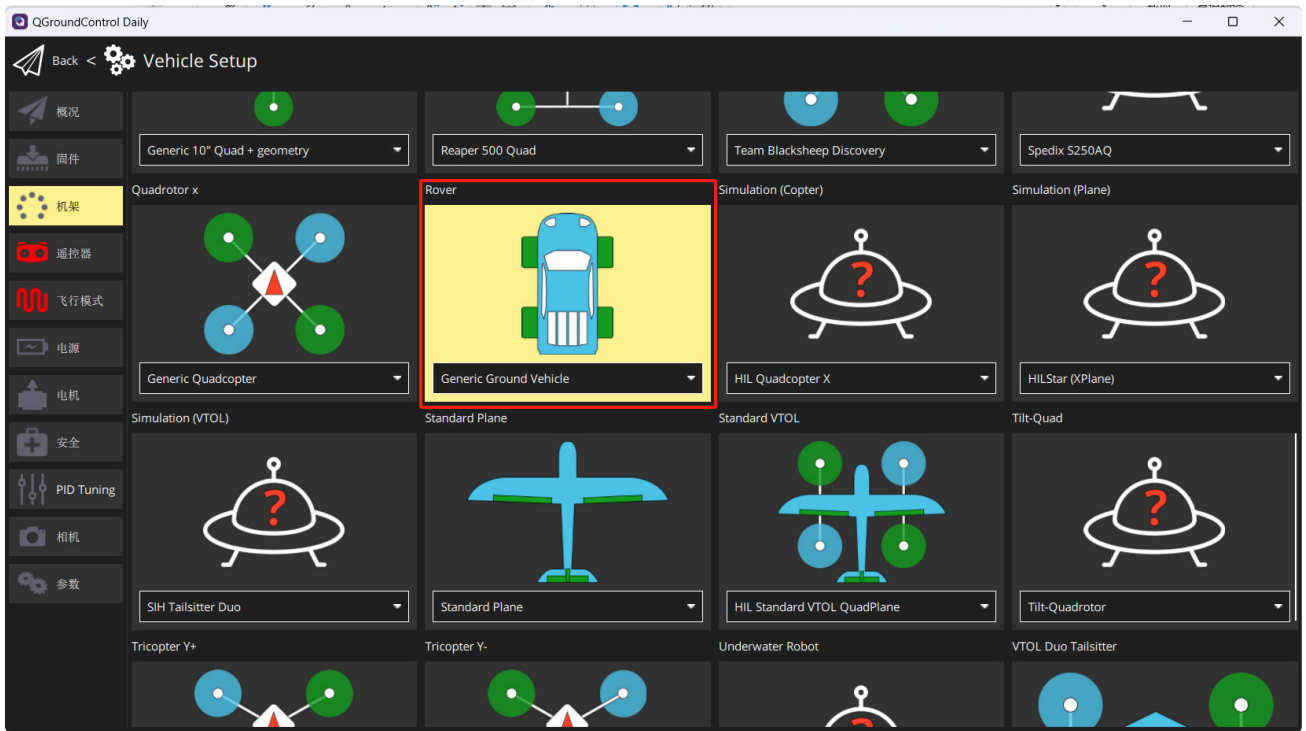 QGroundControl Daily
Back < Vehicle Setup
概况
固件
机架
遥控器
飞行模式
电源
电机
安全
PID Tuning
相机
参数
Generic 10" Quad + geometry
Reaper 500 Quad
Team Blacksheep Discovery
Spedix S250AQ
Quadrotor x
Rover
Simulation (Copter)
Simulation (Plane)
?
?
Generic Quadcopter
Generic Ground Vehicle
HIL Quadcopter X
HILStar (XPlane)
Simulation (VTOL)
Standard Plane
Standard VTOL
Tilt-Quad
?
?
SIH Tailsitter Duo
Standard Plane
HIL Standard VTOL QuadPlane
Tilt-Quadrotor
Tricopter Y+
Tricopter Y-
Underwater Robot
VTOL Duo Tailsitter